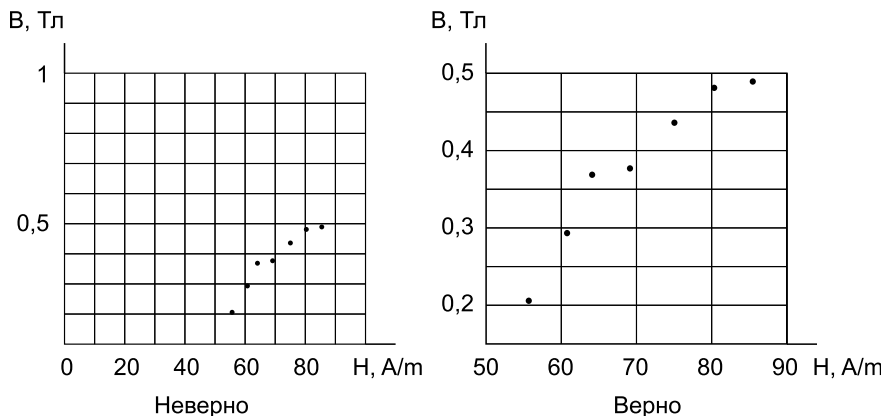 В, Тл
1
0,5
0 20 40 60 80 Н, А/m
Неверно
В, Тл
0,5
0,4
0,3
0,2
50 60 70 80 90 Н, А/m
Верно